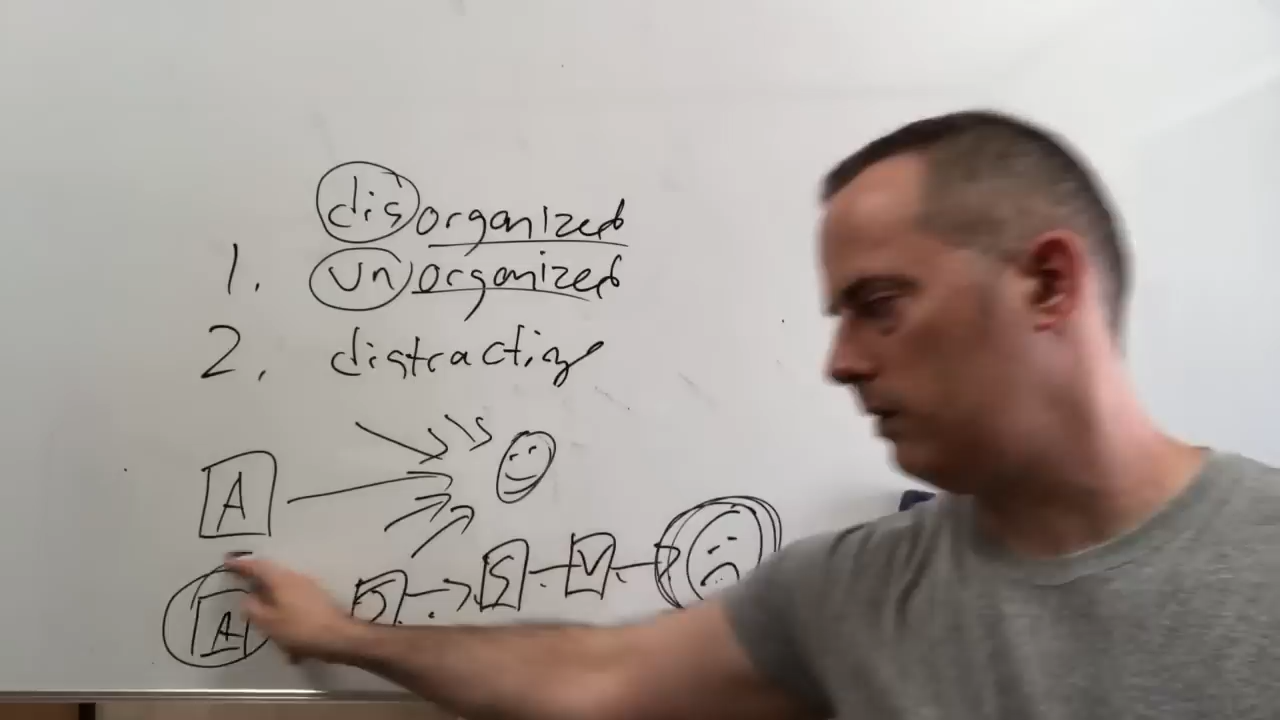 disorganized
1. unorganized
2. distracting
A
A S S V